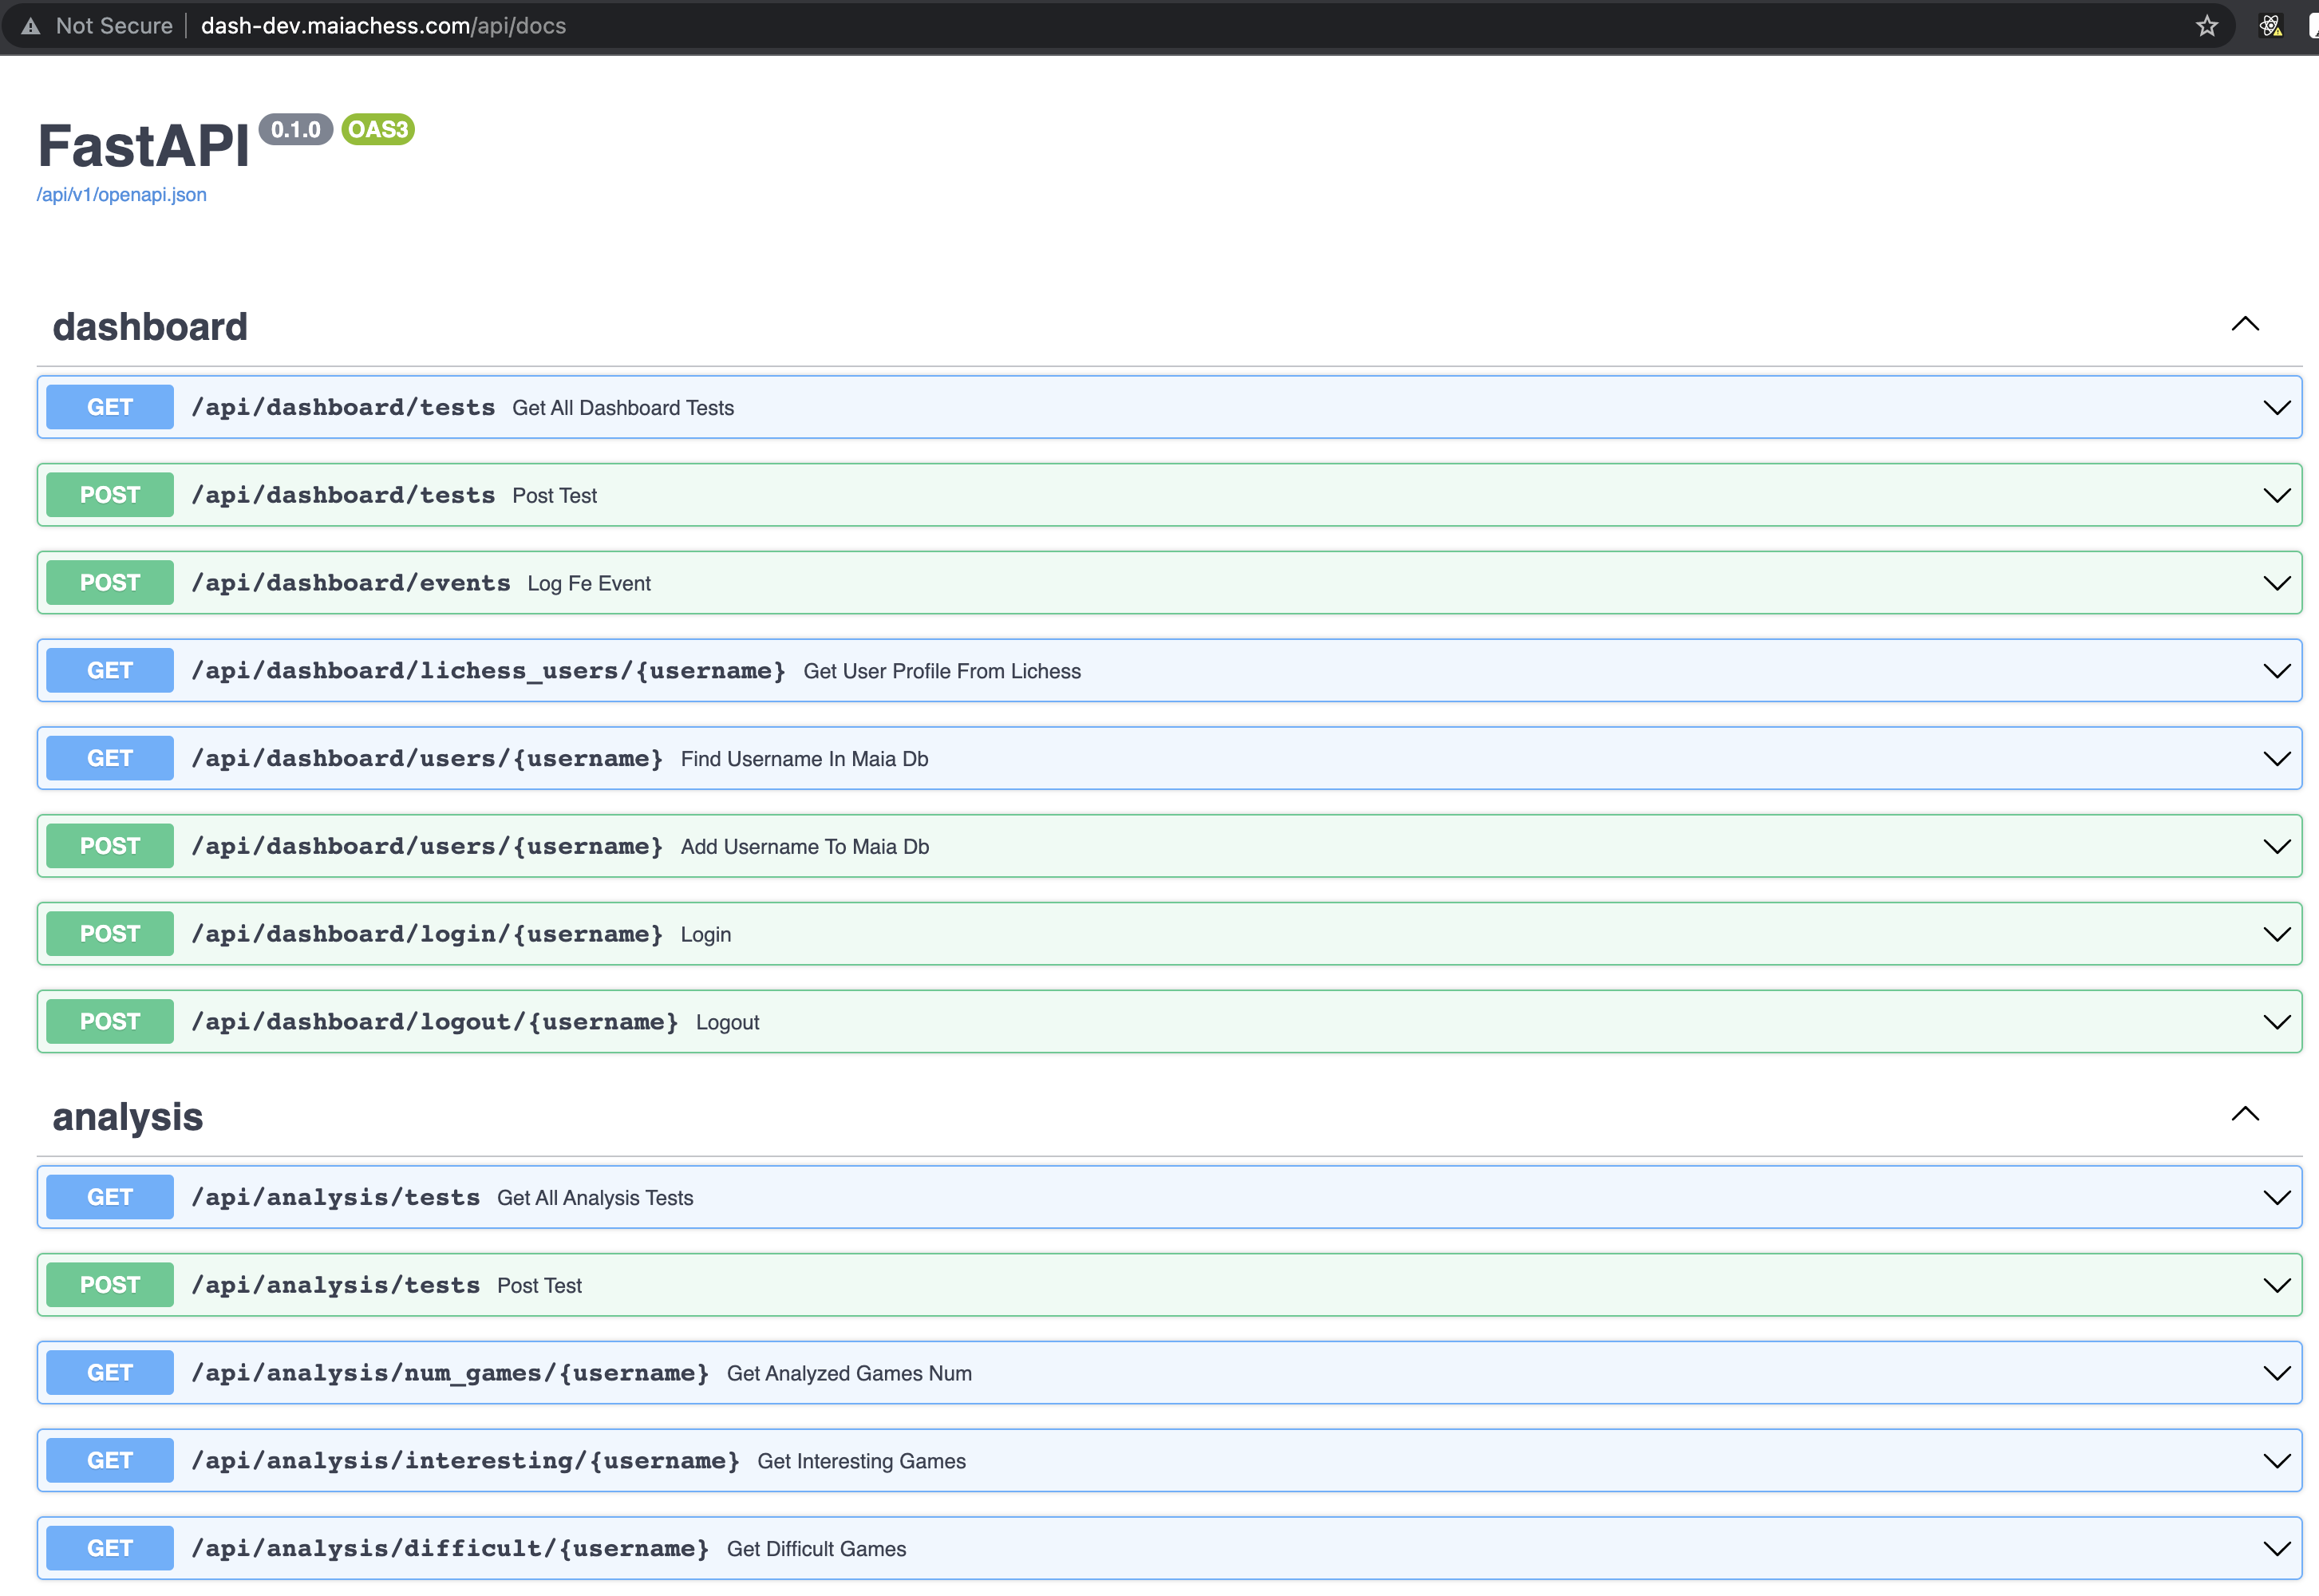 Not Secure | dash-dev.maiachess.com/api/docs
FastAPI 0.1.0 OAS3
/api/v1/openapi.json
dashboard
GET /api/dashboard/tests Get All Dashboard Tests
POST /api/dashboard/tests Post Test
POST /api/dashboard/events Log Fe Event
GET /api/dashboard/lichess_users/{username} Get User Profile From Lichess
GET /api/dashboard/users/{username} Find Username In Maia Db
POST /api/dashboard/users/{username} Add Username To Maia Db
POST /api/dashboard/login/{username} Login
POST /api/dashboard/logout/{username} Logout
analysis
GET /api/analysis/tests Get All Analysis Tests
POST /api/analysis/tests Post Test
GET /api/analysis/num_games/{username} Get Analyzed Games Num
GET /api/analysis/interesting/{username} Get Interesting Games
GET /api/analysis/difficult/{username} Get Difficult Games